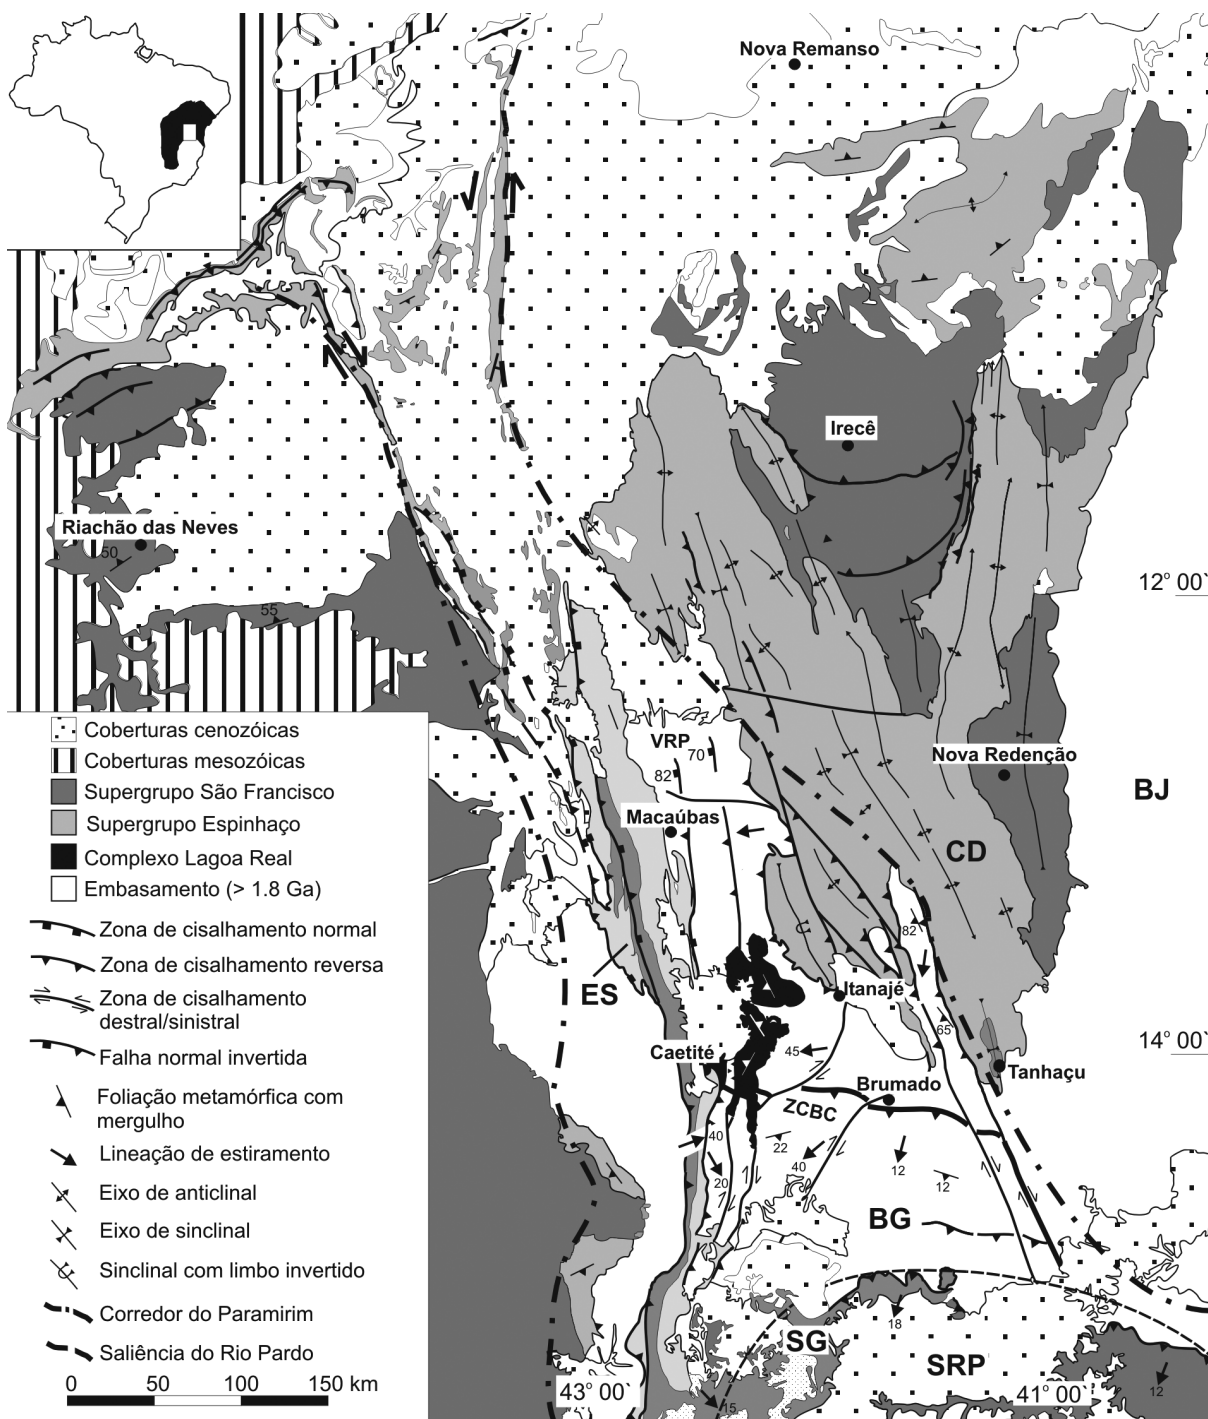 Nova Remanso
Irecê
Riachão das Neves
50
55
12° 00`
VRP
70
82
Nova Redenção
BJ
Macaúbas
CD
82
ES
Itanajé
65
14° 00`
Caetité
45
Tanhaçu
Brumado
ZCBC
40
22
40
20
12
12
BG
18
SG
SRP
43° 00`
41° 00`
12
15
Coberturas cenozóicas
Coberturas mesozóicas
Supergrupo São Francisco
Supergrupo Espinhaço
Complexo Lagoa Real
Embasamento (> 1.8 Ga)
Zona de cisalhamento normal
Zona de cisalhamento reversa
Zona de cisalhamento
destral/sinistral
Falha normal invertida
Foliação metamórfica com
mergulho
Lineação de estiramento
Eixo de anticlinal
Eixo de sinclinal
Sinclinal com limbo invertido
Corredor do Paramirim
Saliência do Rio Pardo
0 50 100 150 km